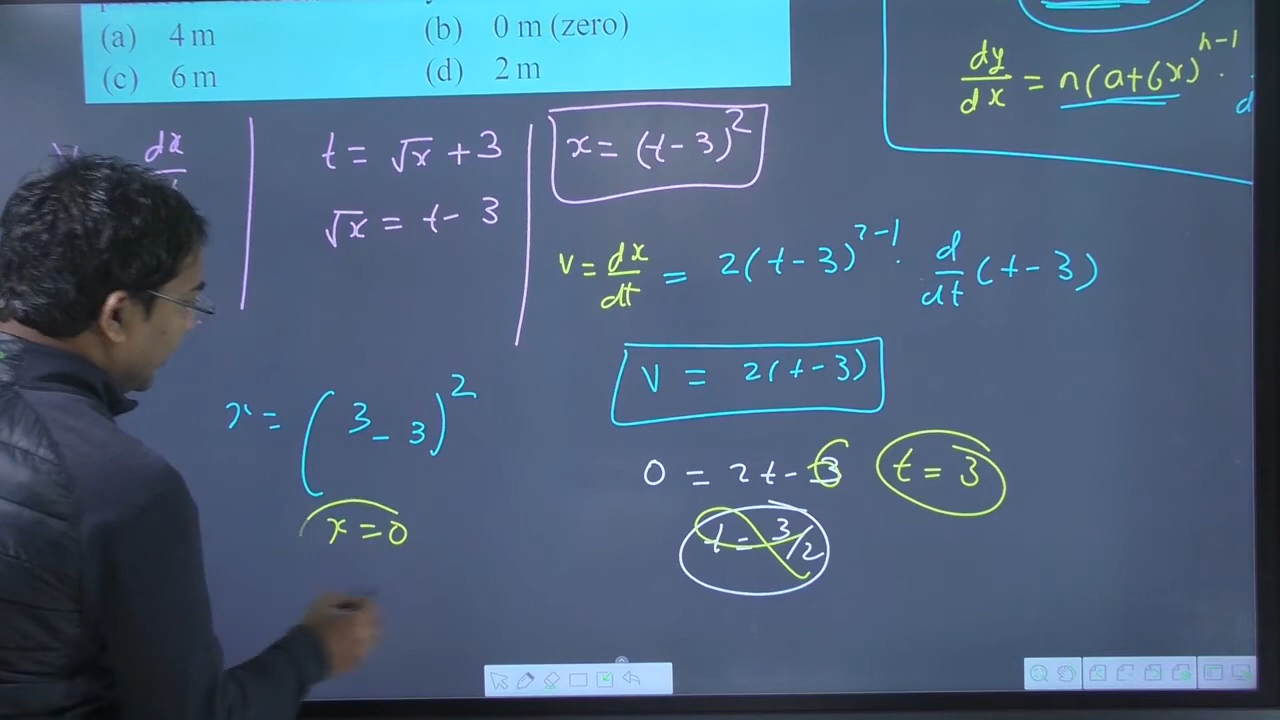 (a) 4 m (b) 0 m (zero)
(c) 6 m (d) 2 m
dy/dx = n(a+bx)^n-1 ·
dx
t = √x + 3
√x = t - 3
x = (t-3)^2
v = dx/dt = 2(t-3)^2-1 · d/dt (t-3)
V = 2(t-3)
x = (3-3)^2
x = 0
0 = 2t - 6
t = 3
t = 3/2